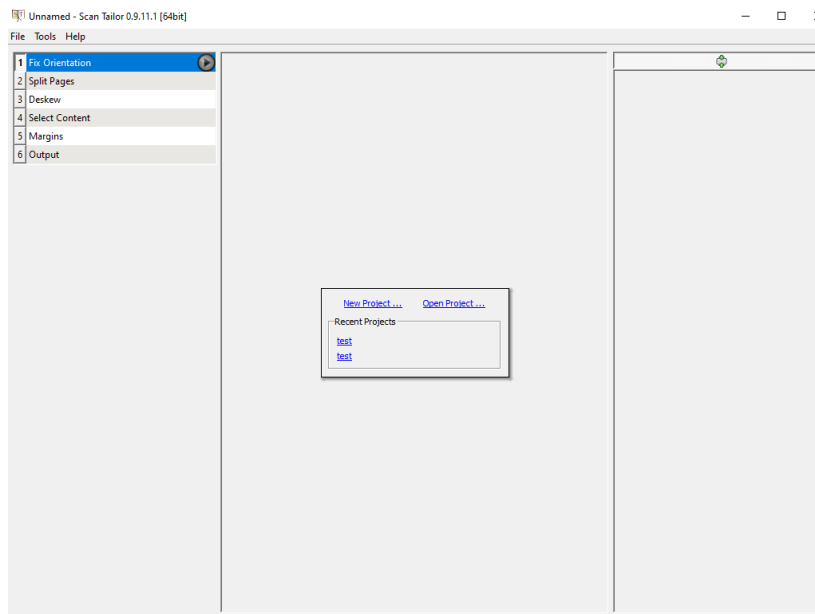 Unnamed - Scan Tailor 0.9.11.1 [64bit]
File Tools Help
1 Fix Orientation
2 Split Pages
3 Deskew
4 Select Content
5 Margins
6 Output
New Project ... Open Project ...
Recent Projects
test
test